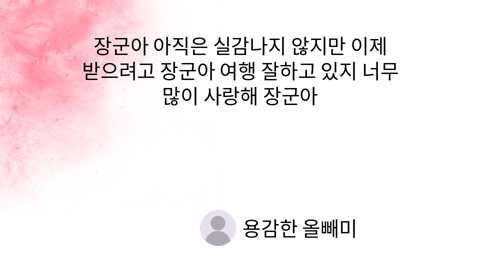 장군아 아직은 실감나지 않지만 이제
받으려고 장군아 여행 잘하고 있지 너무
많이 사랑해 장군아
용감한 올빼미